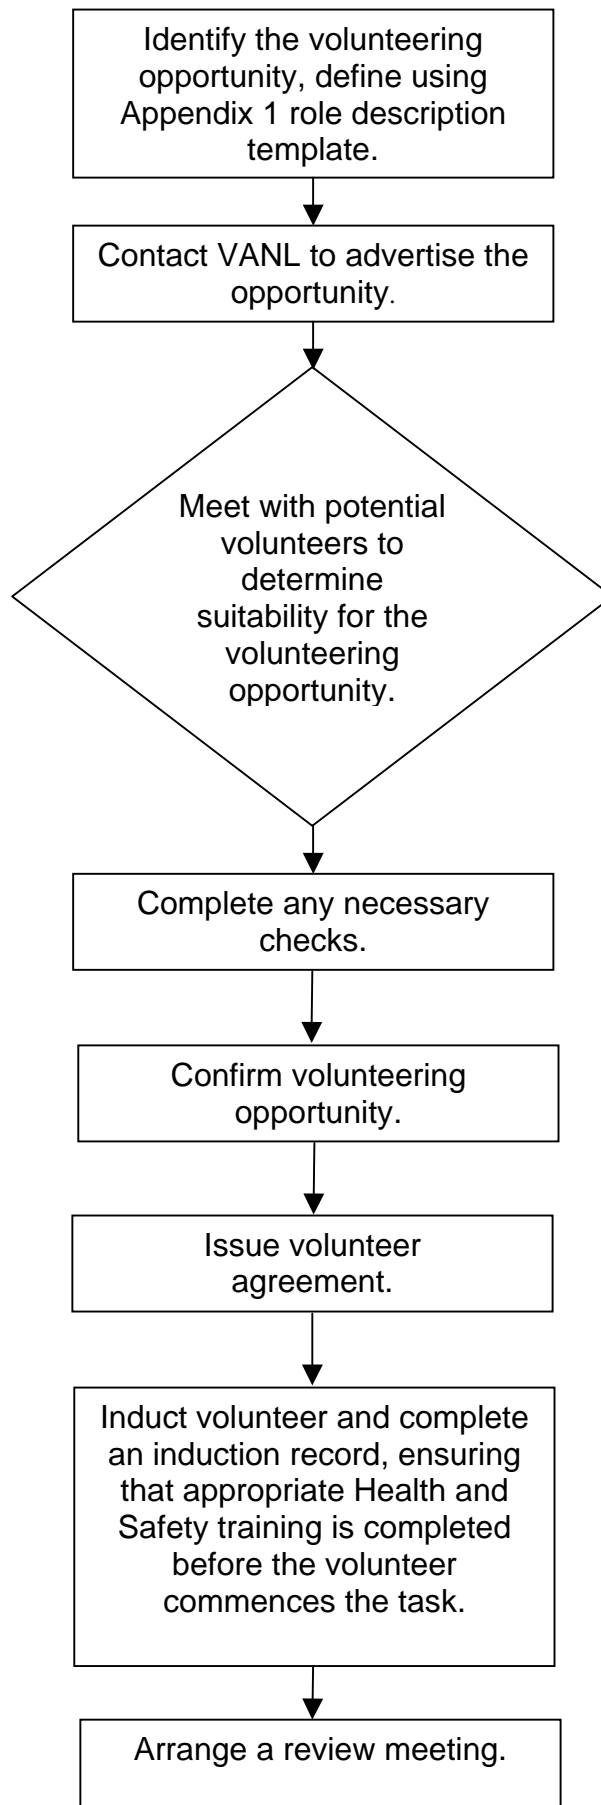 Identify the volunteering
opportunity, define using
Appendix 1 role description
template.
Contact VANL to advertise the
opportunity.
Meet with potential
volunteers to
determine
suitability for the
volunteering
opportunity.
Complete any necessary
checks.
Confirm volunteering
opportunity.
Issue volunteer
agreement.
Induct volunteer and complete
an induction record, ensuring
that appropriate Health and
Safety training is completed
before the volunteer
commences the task.
Arrange a review meeting.